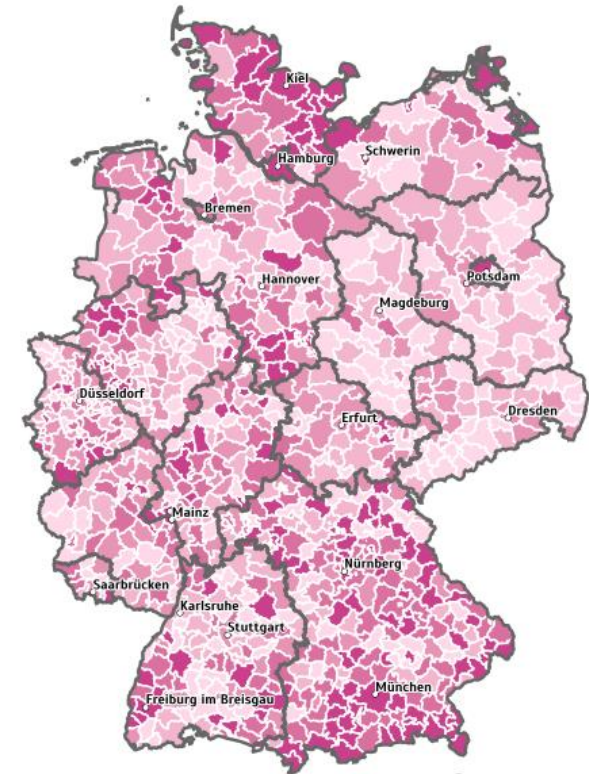 Kiel
Schwerin
Hamburg
Bremen
Potsdam
Hannover
Magdeburg
Düsseldorf
Dresden
Erfurt
Mainz
Nürnberg
Saarbrücken
Karlsruhe
Stuttgart
München
Freiburg im Breisgau